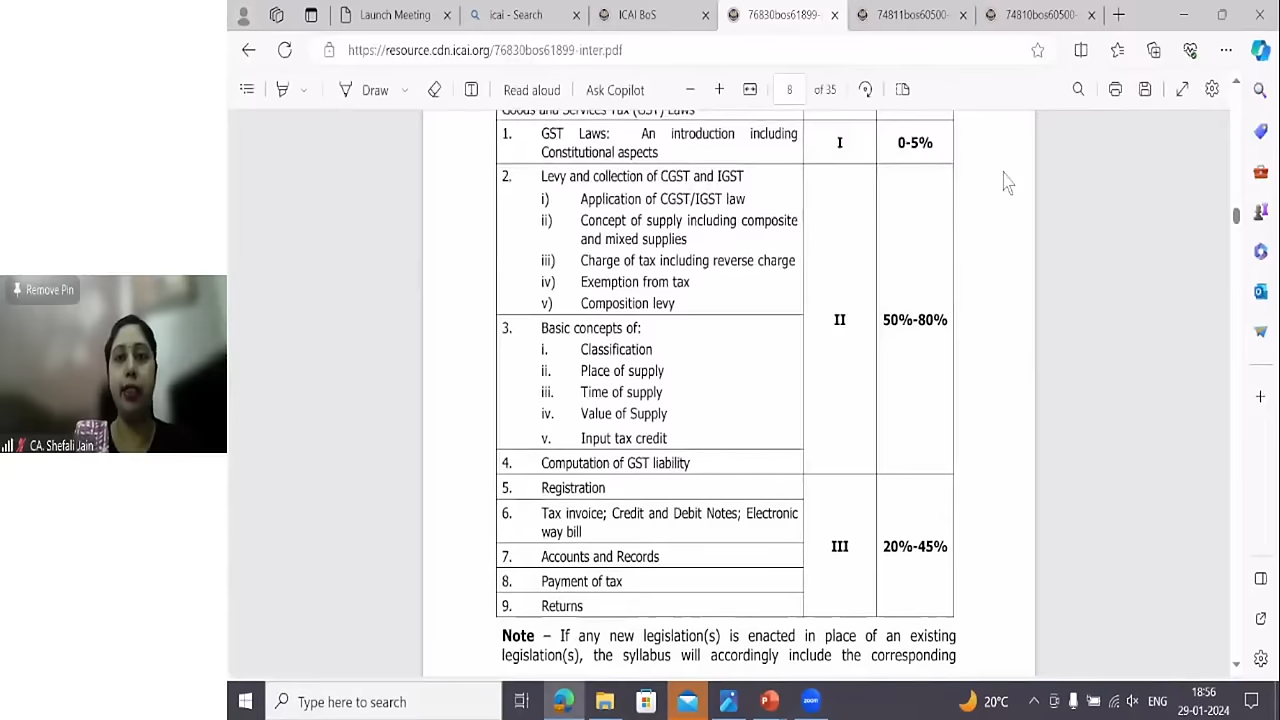 Launch Meeting
icai - Search
ICAI BoS
76830bos61899-
74811bos60500-
74810bos60500-
https://resource.cdn.icai.org/76830bos61899-inter.pdf
Draw
Read aloud
Ask Copilot
8
of 35
Goods and Services Tax (GST) Laws
1. GST Laws: An introduction including
Constitutional aspects
I
0-5%
2. Levy and collection of CGST and IGST
i) Application of CGST/IGST law
ii) Concept of supply including composite
and mixed supplies
iii) Charge of tax including reverse charge
iv) Exemption from tax
v) Composition levy
II
50%-80%
3. Basic concepts of:
i. Classification
ii. Place of supply
iii. Time of supply
iv. Value of Supply
v. Input tax credit
4. Computation of GST liability
5. Registration
6. Tax invoice; Credit and Debit Notes; Electronic
way bill
III
20%-45%
7. Accounts and Records
8. Payment of tax
9. Returns
Note – If any new legislation(s) is enacted in place of an existing
legislation(s), the syllabus will accordingly include the corresponding
Remove Pin
CA. Shefali Jain
Type here to search
20°C
ENG
18:56
29-01-2024